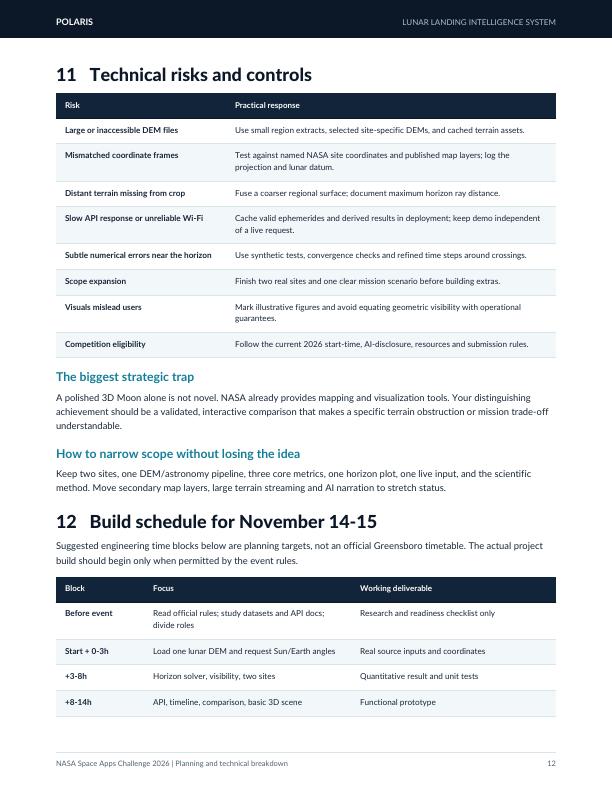 POLARIS
LUNAR LANDING INTELLIGENCE SYSTEM
11 Technical risks and controls
Risk Practical response
Large or inaccessible DEM files Use small region extracts, selected site-specific DEMs, and cached terrain assets.
Mismatched coordinate frames Test against named NASA site coordinates and published map layers; log the
projection and lunar datum.
Distant terrain missing from crop Fuse a coarser regional surface; document maximum horizon ray distance.
Slow API response or unreliable Wi-Fi Cache valid ephemerides and derived results in deployment; keep demo independent
of a live request.
Subtle numerical errors near the horizon Use synthetic tests, convergence checks and refined time steps around crossings.
Scope expansion Finish two real sites and one clear mission scenario before building extras.
Visuals mislead users Mark illustrative figures and avoid equating geometric visibility with operational
guarantees.
Competition eligibility Follow the current 2026 start-time, AI-disclosure, resources and submission rules.
The biggest strategic trap
A polished 3D Moon alone is not novel. NASA already provides mapping and visualization tools. Your distinguishing
achievement should be a validated, interactive comparison that makes a specific terrain obstruction or mission trade-off
understandable.
How to narrow scope without losing the idea
Keep two sites, one DEM/astronomy pipeline, three core metrics, one horizon plot, one live input, and the scientific
method. Move secondary map layers, large terrain streaming and AI narration to stretch status.
12 Build schedule for November 14-15
Suggested engineering time blocks below are planning targets, not an official Greensboro timetable. The actual project
build should begin only when permitted by the event rules.
Block Focus Working deliverable
Before event Read official rules; study datasets and API docs; Research and readiness checklist only
divide roles
Start + 0-3h Load one lunar DEM and request Sun/Earth angles Real source inputs and coordinates
+3-8h Horizon solver, visibility, two sites Quantitative result and unit tests
+8-14h API, timeline, comparison, basic 3D scene Functional prototype
NASA Space Apps Challenge 2026 | Planning and technical breakdown 12